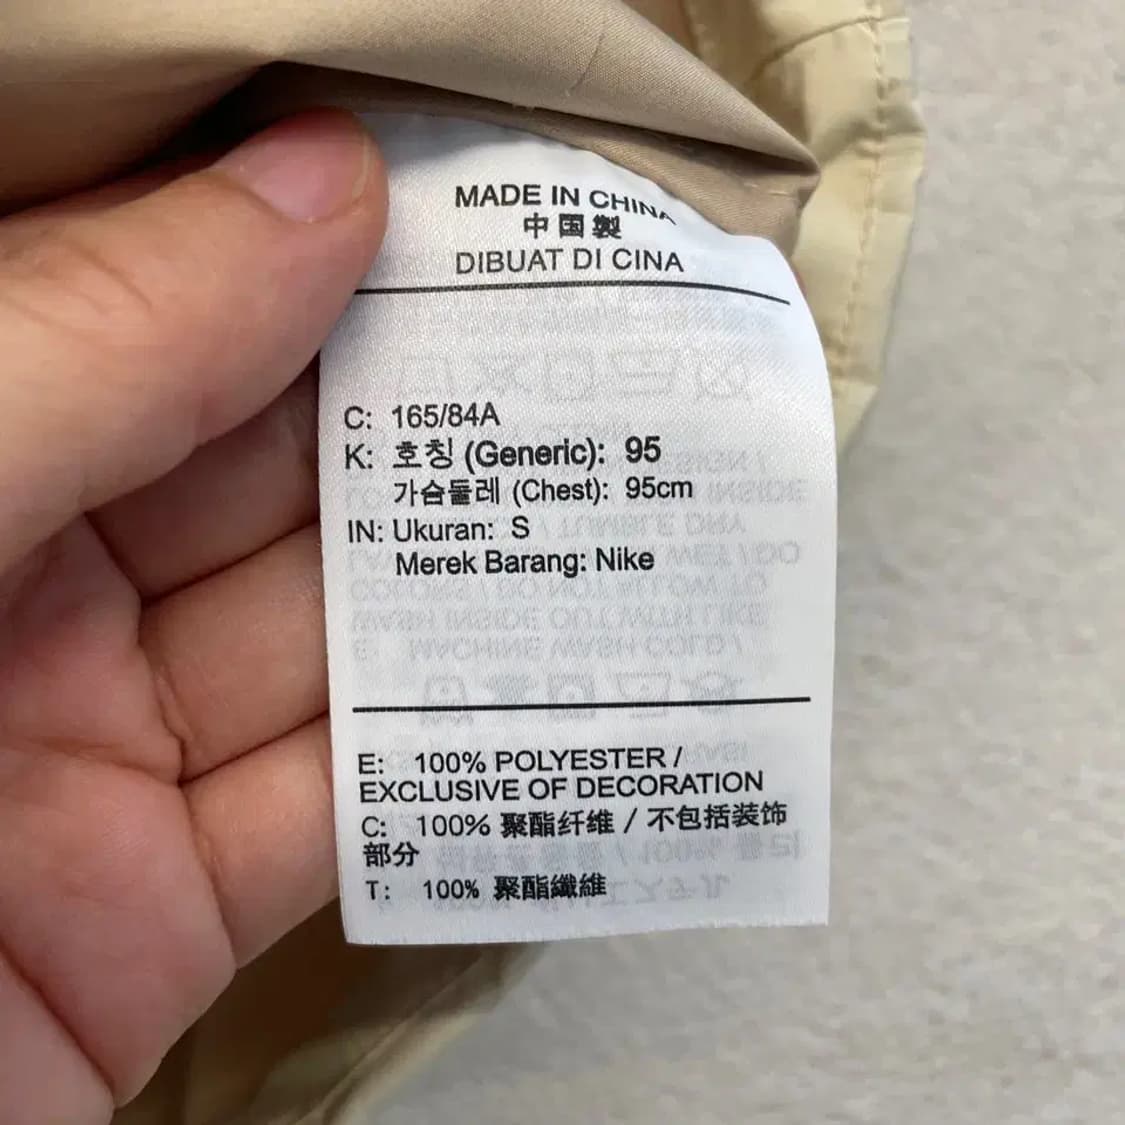 MADE IN CHINA
中国製
DIBUAT DI CINA
C: 165/84A
K: 호칭 (Generic): 95
가슴둘레 (Chest): 95cm
IN: Ukuran: S
Merek Barang: Nike
E: 100% POLYESTER /
EXCLUSIVE OF DECORATION
C: 100% 聚酯纤维 / 不包括装饰
部分
T: 100% 聚酯纖維